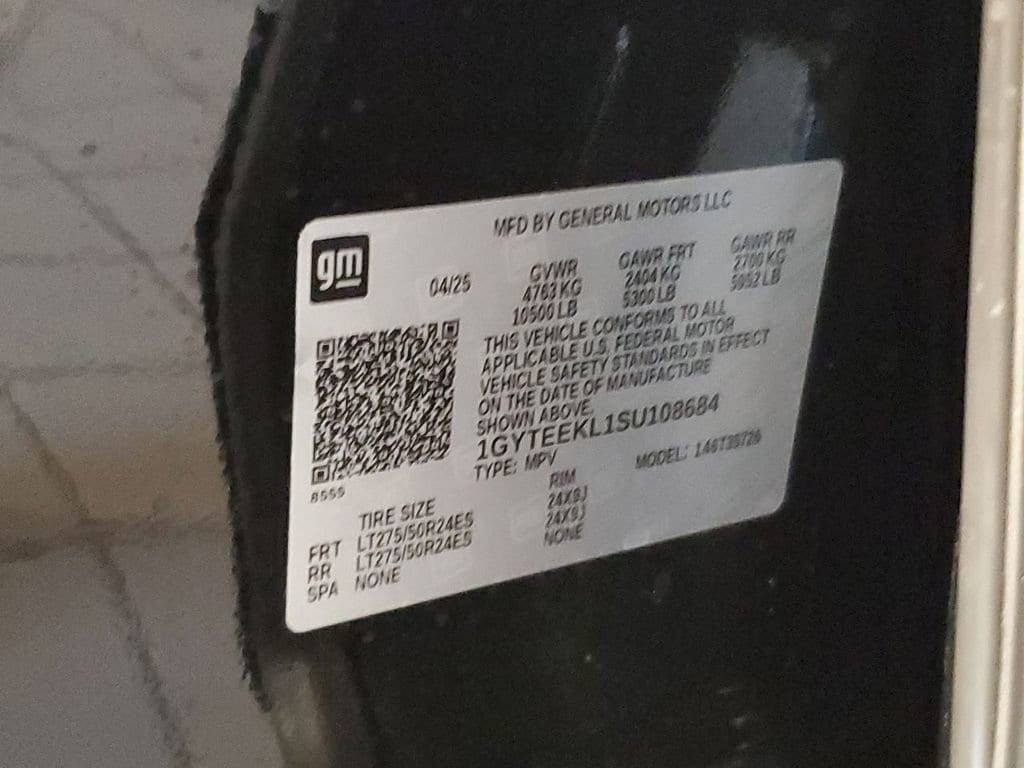 gm
MFD BY GENERAL MOTORS LLC
04/25
GVWR
4763 KG
10500 LB
GAWR FRT
2404 KG
5300 LB
GAWR RR
2700 KG
5952 LB
THIS VEHICLE CONFORMS TO ALL
APPLICABLE U.S. FEDERAL MOTOR
VEHICLE SAFETY STANDARDS IN EFFECT
ON THE DATE OF MANUFACTURE
SHOWN ABOVE.
1GYTEEKL1SU108684
TYPE: MPV
MODEL:
TIRE SIZE
RIM
FRT LT275/50R24ES 24X9J
RR LT275/50R24ES 24X9J
SPA NONE NONE